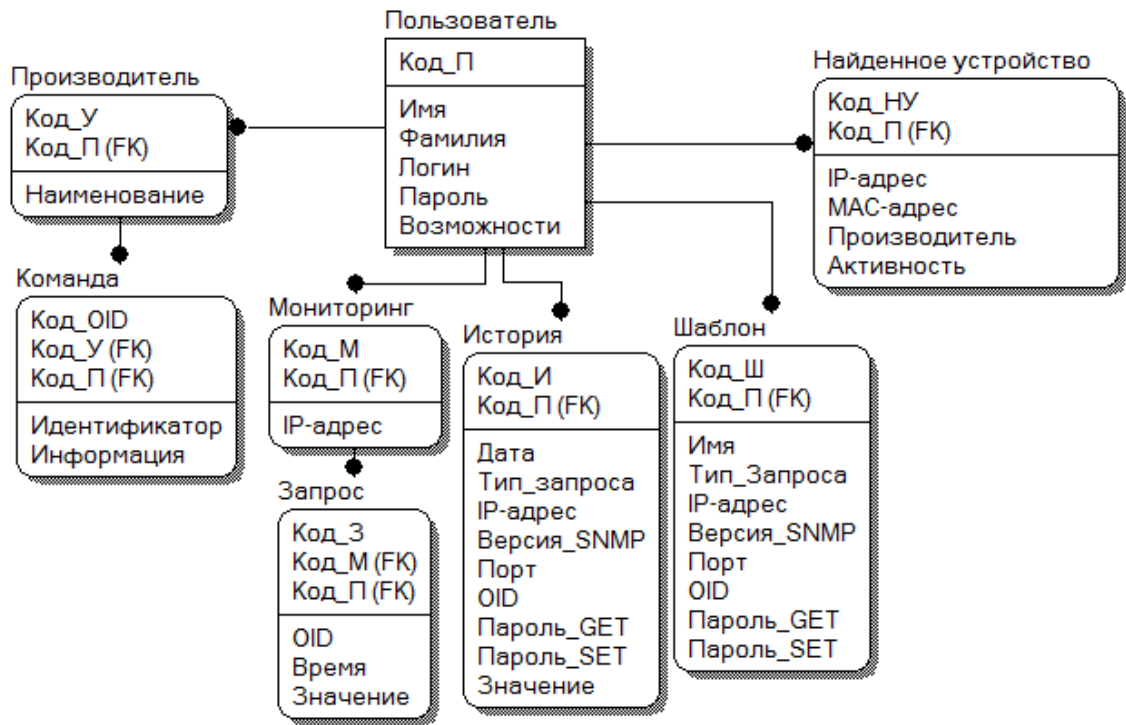 Пользователь
Код_П
Имя
Фамилия
Логин
Пароль
Возможности
Производитель
Код_У
Код_П (FK)
Наименование
Найденное устройство
Код_НУ
Код_П (FK)
IP-адрес
MAC-адрес
Производитель
Активность
Команда
Код_OID
Код_У (FK)
Код_П (FK)
Идентификатор
Информация
Мониторинг
Код_М
Код_П (FK)
IP-адрес
Запрос
Код_З
Код_М (FK)
Код_П (FK)
OID
Время
Значение
История
Код_И
Код_П (FK)
Дата
Тип_запроса
IP-адрес
Версия_SNMP
Порт
OID
Пароль_GET
Пароль_SET
Значение
Шаблон
Код_Ш
Код_П (FK)
Имя
Тип_Запроса
IP-адрес
Версия_SNMP
Порт
OID
Пароль_GET
Пароль_SET